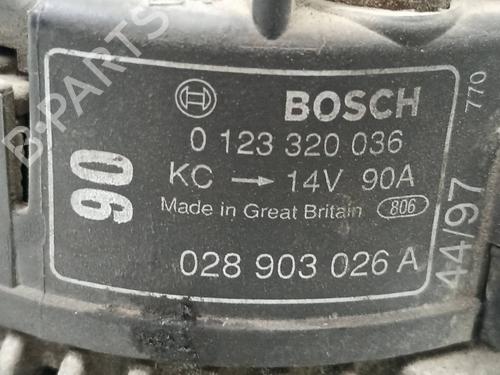 BOSCH
0 123 320 036
KC → 14V 90A
Made in Great Britain 806
028 903 026 A
90
44/97
770
B-PARTS